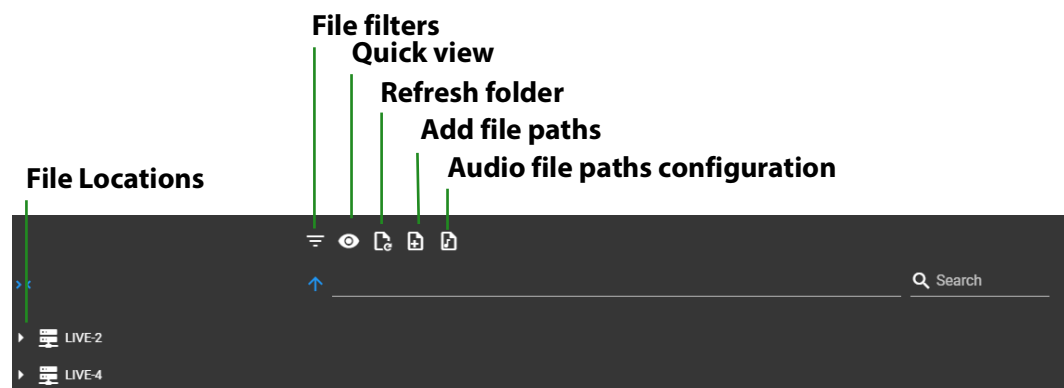 File filters
Quick view
Refresh folder
Add file paths
Audio file paths configuration
File Locations
Search
LIVE-2
LIVE-4